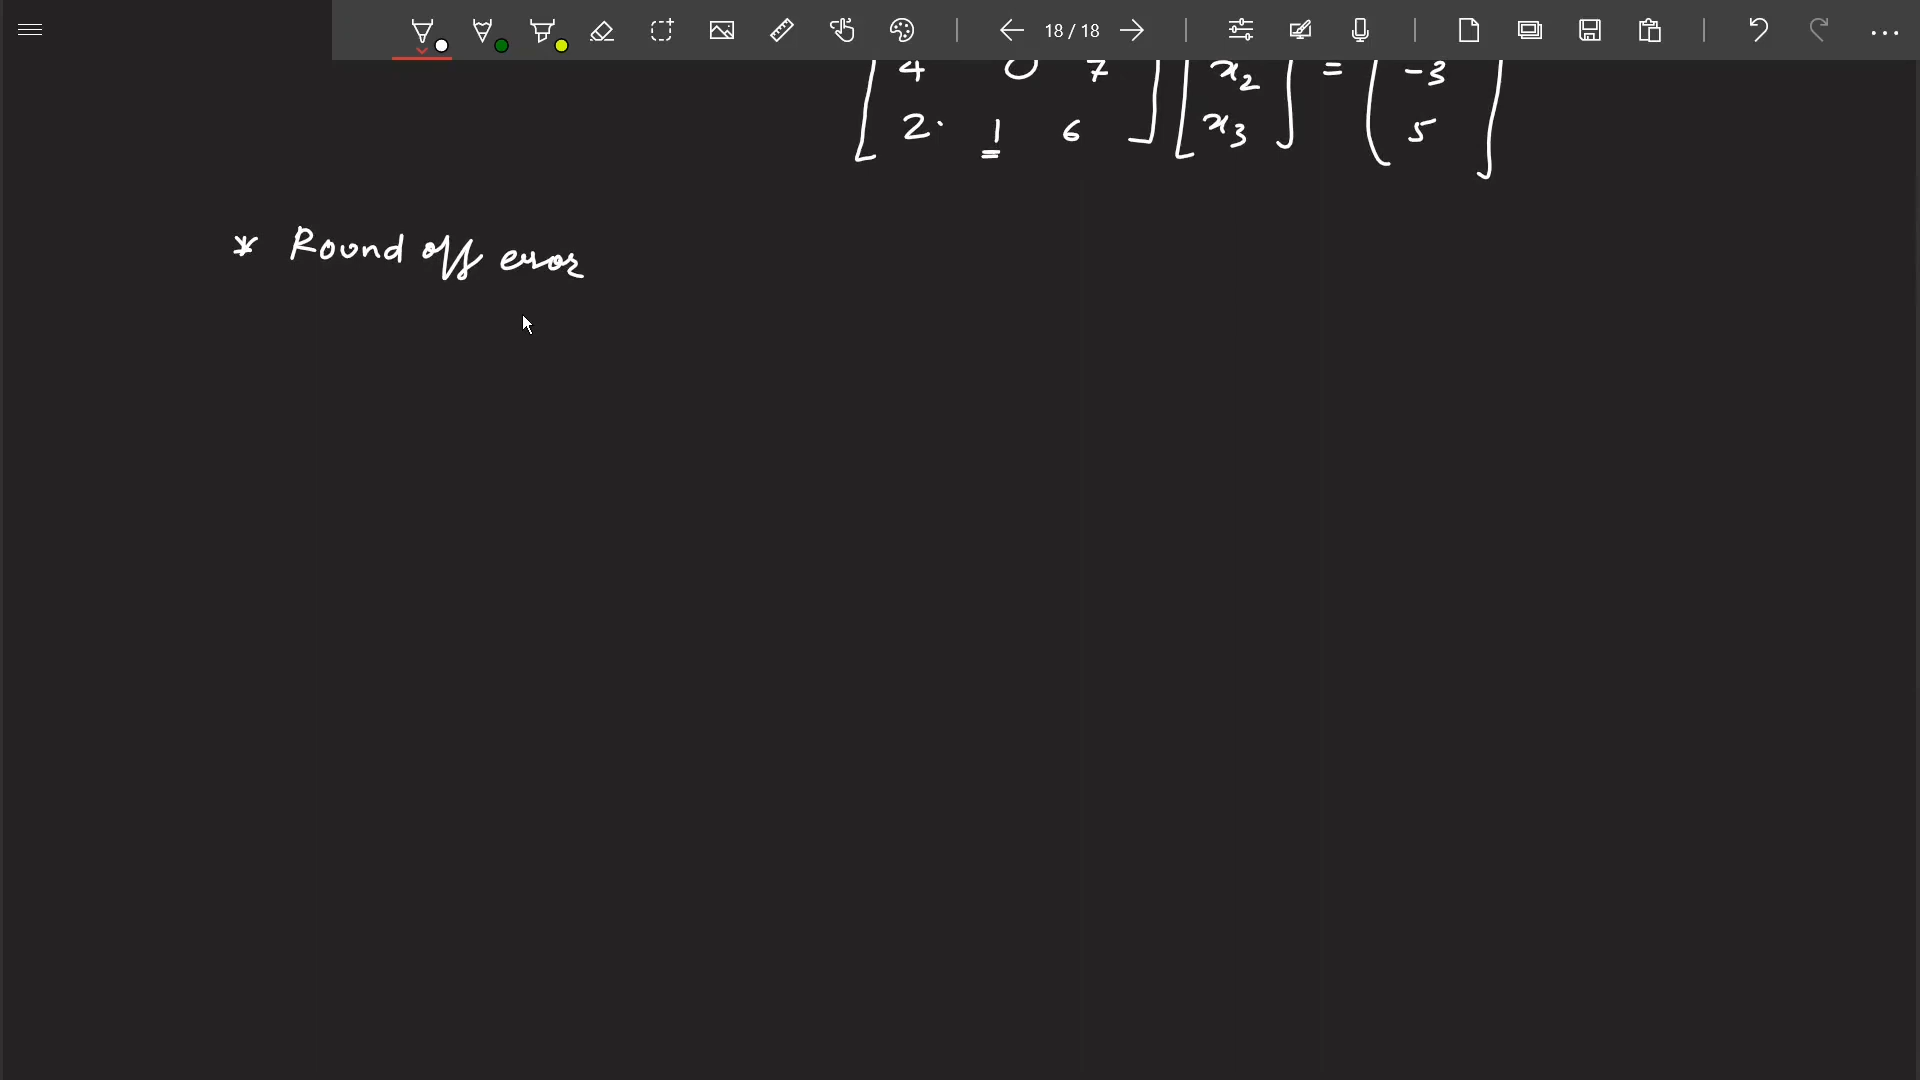 18 / 18
4 0 7 x₂ = -3
2· 1 6 x₃ 5
* Round off error